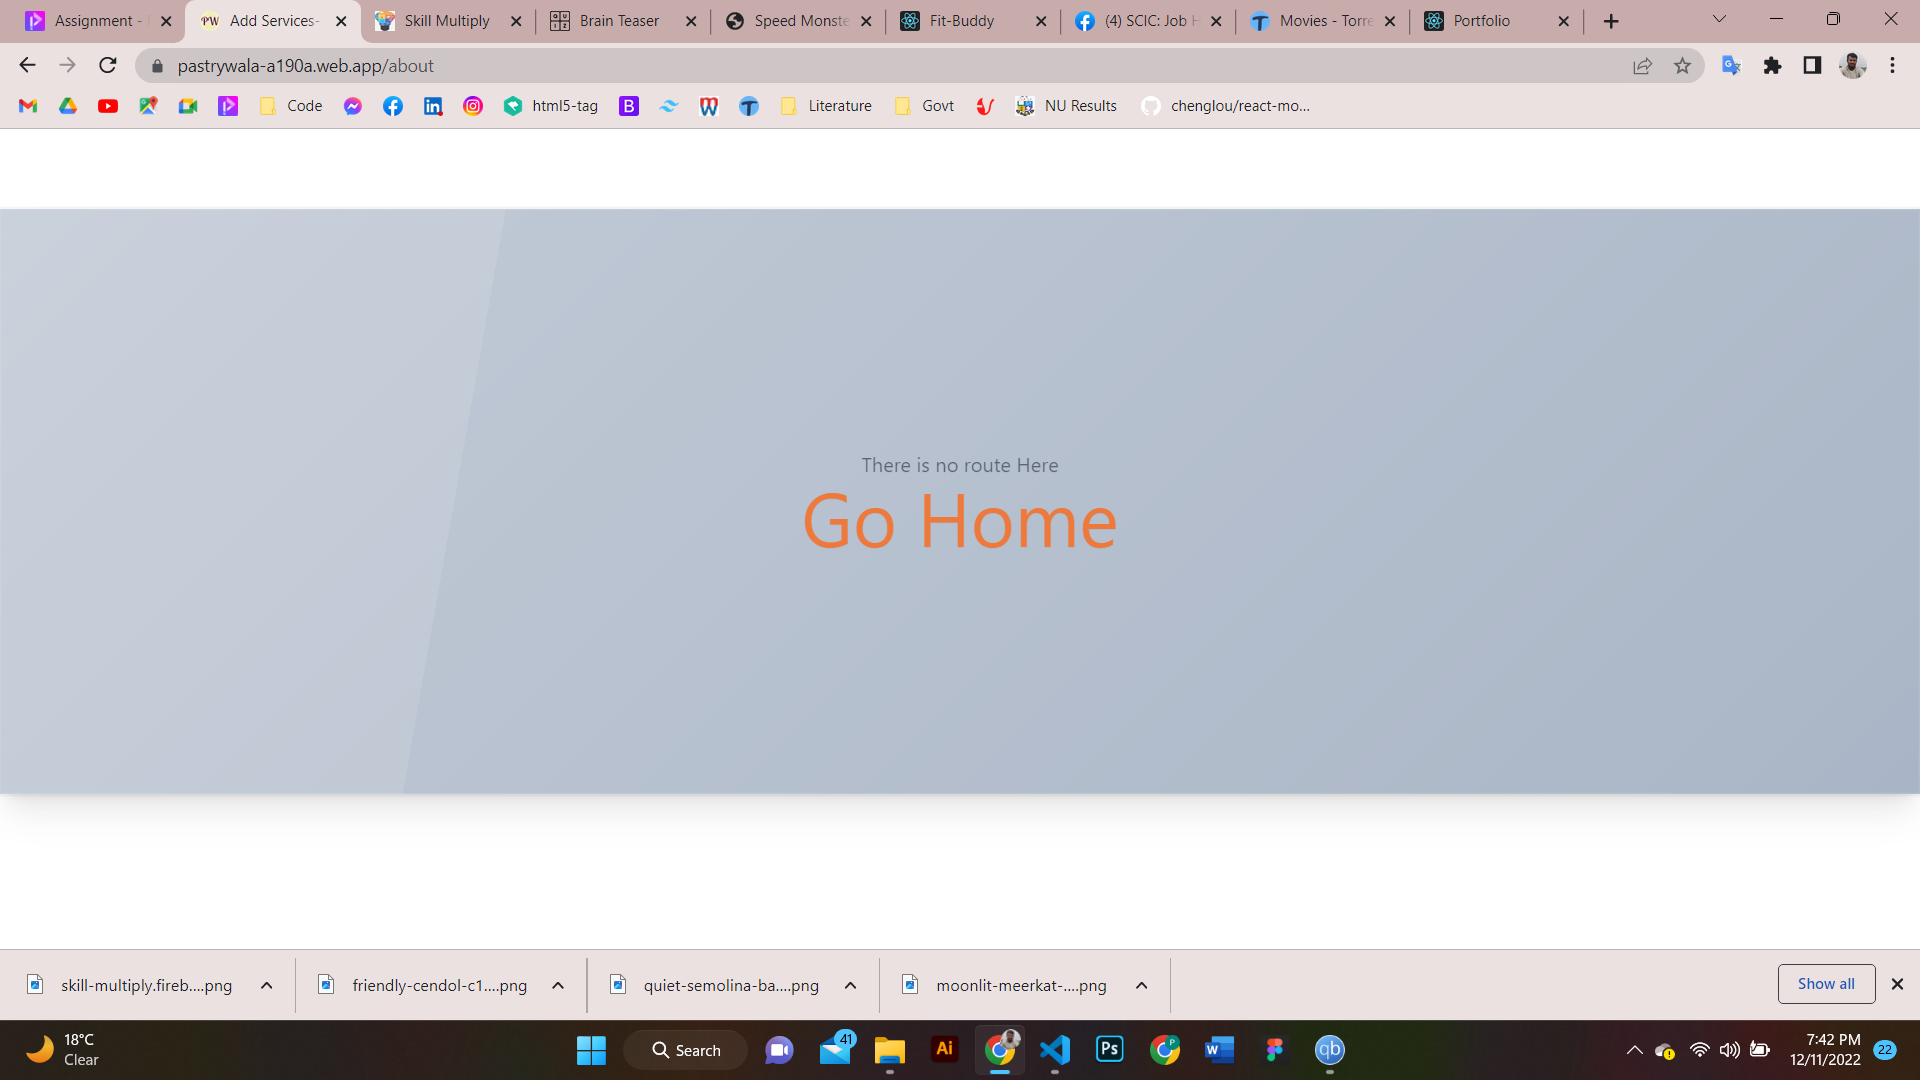 Assignment -
Add Services-
Skill Multiply
Brain Teaser
Speed Monste
Fit-Buddy
(4) SCIC: Job H
Movies - Torre
Portfolio
pastrywala-a190a.web.app/about
Code
html5-tag
Literature
Govt
NU Results
chenglou/react-mo...
There is no route Here
Go Home
skill-multiply.fireb....png
friendly-cendol-c1....png
quiet-semolina-ba....png
moonlit-meerkat-....png
Show all
18°C
Clear
Search
41
Ai
Ps
P
W
qb
7:42 PM
12/11/2022
22